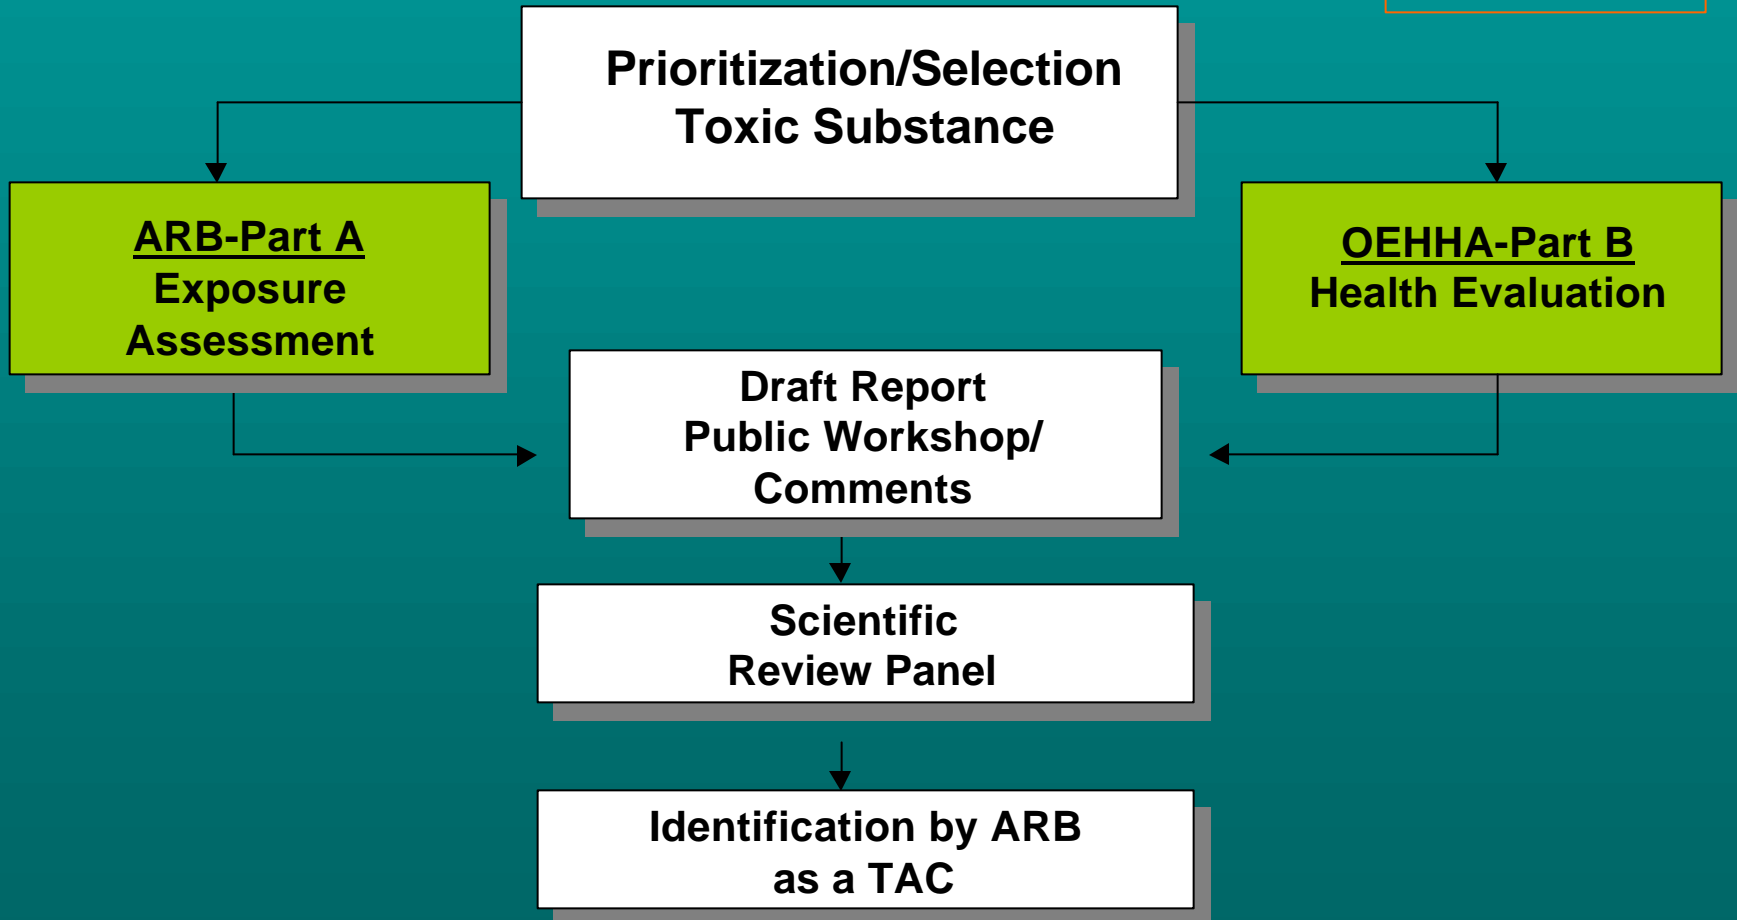 Prioritization/Selection
Toxic Substance
ARB-Part A
Exposure
Assessment
OEHHA-Part B
Health Evaluation
Draft Report
Public Workshop/
Comments
Scientific
Review Panel
Identification by ARB
as a TAC